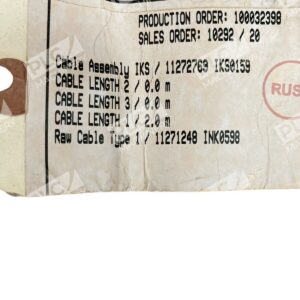 PRODUCTION ORDER: 100032398
SALES ORDER: 10292 / 20
Cable Assembly IKS / 11272769 IKS0159
CABLE LENGTH 2 / 0.0 m
CABLE LENGTH 3 / 0.0 m
CABLE LENGTH 1 / 2.0 m
Raw Cable Type 1 / 11271248 INK0598
RUS